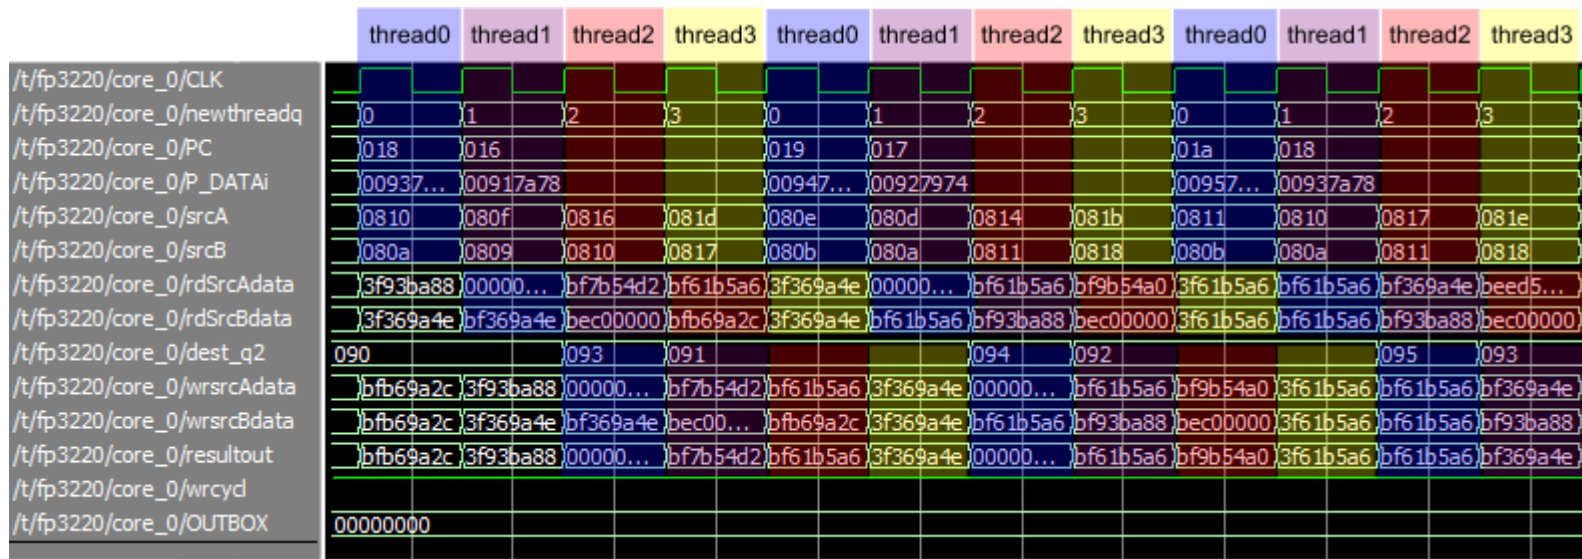 thread0 thread1 thread2 thread3 thread0 thread1 thread2 thread3 thread0 thread1 thread2 thread3
/t/fp3220/core_0/CLK
/t/fp3220/core_0/newthreadq 0 1 2 3 0 1 2 3 0 1 2 3
/t/fp3220/core_0/PC 018 016 019 017 01a 018
/t/fp3220/core_0/P_DATAi 00937... 00917a78 00947... 00927974 00957... 00937a78
/t/fp3220/core_0/srcA 0810 080f 0816 081d 080e 080d 0814 081b 0811 0810 0817 081e
/t/fp3220/core_0/srcB 080a 0809 0810 0817 080b 080a 0811 0818 080b 080a 0811 0818
/t/fp3220/core_0/rdSrcAdata 3f93ba88 00000... bf7b54d2 bf61b5a6 3f369a4e 00000... bf61b5a6 bf9b54a0 3f61b5a6 bf61b5a6 bf369a4e beed5...
/t/fp3220/core_0/rdSrcBdata 3f369a4e bf369a4e bec00000 bfb69a2c 3f369a4e bf61b5a6 bf93ba88 bec00000 3f61b5a6 bf61b5a6 bf93ba88 bec00000
/t/fp3220/core_0/dest_q2 090 093 091 094 092 095 093
/t/fp3220/core_0/wrsrcAdata bfb69a2c 3f93ba88 00000... bf7b54d2 bf61b5a6 3f369a4e 00000... bf61b5a6 bf9b54a0 3f61b5a6 bf61b5a6 bf369a4e
/t/fp3220/core_0/wrsrcBdata bfb69a2c 3f369a4e bf369a4e bec00... bfb69a2c 3f369a4e bf61b5a6 bf93ba88 bec00000 3f61b5a6 bf61b5a6 bf93ba88
/t/fp3220/core_0/resultout bfb69a2c 3f93ba88 00000... bf7b54d2 bf61b5a6 3f369a4e 00000... bf61b5a6 bf9b54a0 3f61b5a6 bf61b5a6 bf369a4e
/t/fp3220/core_0/wrcycl
/t/fp3220/core_0/OUTBOX 00000000